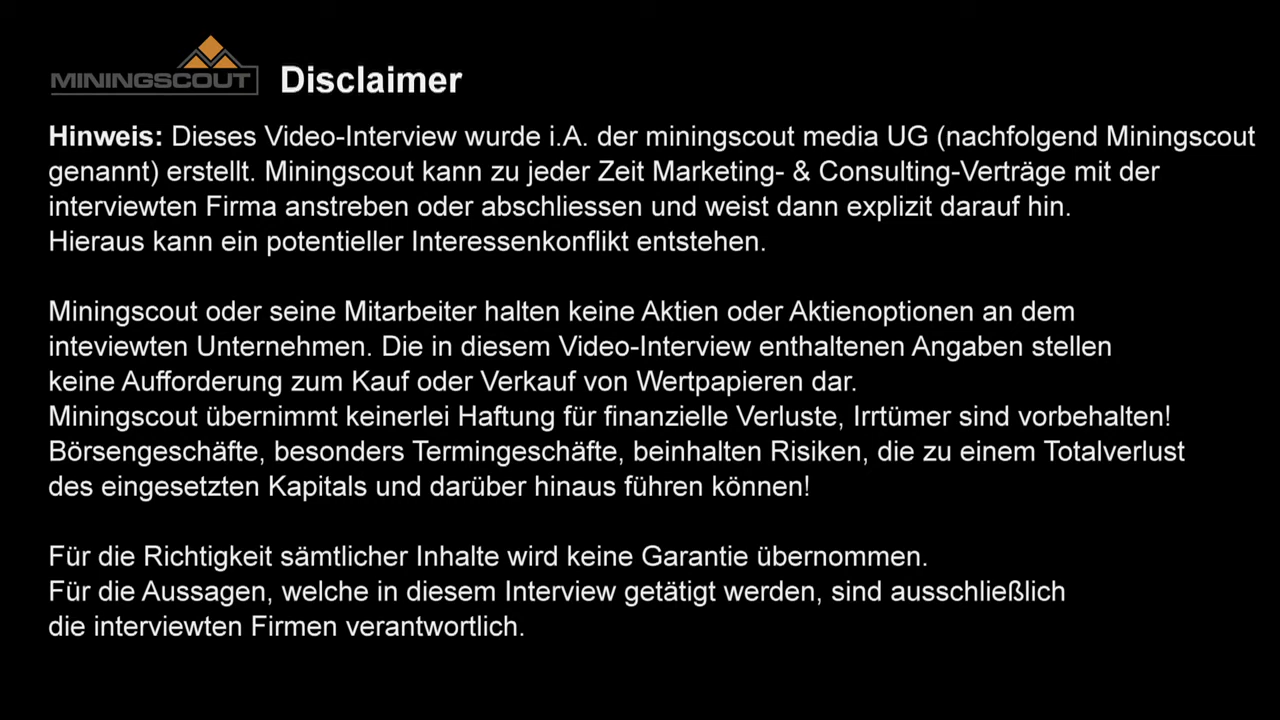 MININGSCOUT Disclaimer
Hinweis: Dieses Video-Interview wurde i.A. der miningscout media UG (nachfolgend Miningscout
genannt) erstellt. Miningscout kann zu jeder Zeit Marketing- & Consulting-Verträge mit der
interviewten Firma anstreben oder abschliessen und weist dann explizit darauf hin.
Hieraus kann ein potentieller Interessenkonflikt entstehen.
Miningscout oder seine Mitarbeiter halten keine Aktien oder Aktienoptionen an dem
inteviewten Unternehmen. Die in diesem Video-Interview enthaltenen Angaben stellen
keine Aufforderung zum Kauf oder Verkauf von Wertpapieren dar.
Miningscout übernimmt keinerlei Haftung für finanzielle Verluste, Irrtümer sind vorbehalten!
Börsengeschäfte, besonders Termingeschäfte, beinhalten Risiken, die zu einem Totalverlust
des eingesetzten Kapitals und darüber hinaus führen können!
Für die Richtigkeit sämtlicher Inhalte wird keine Garantie übernommen.
Für die Aussagen, welche in diesem Interview getätigt werden, sind ausschließlich
die interviewten Firmen verantwortlich.